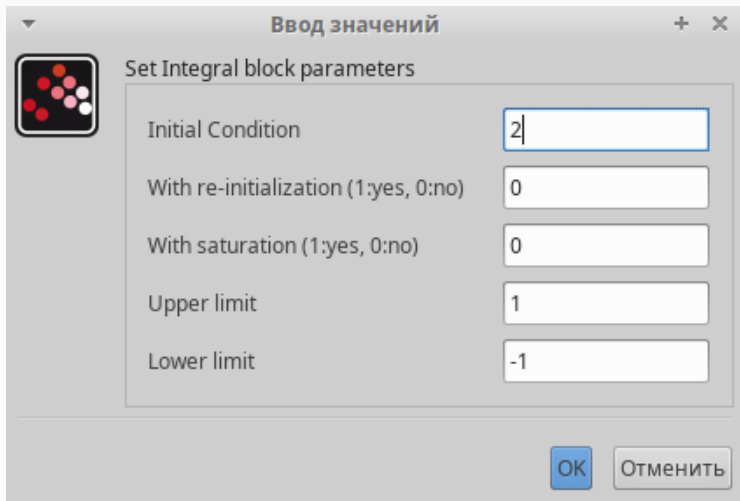 Ввод значений
Set Integral block parameters
Initial Condition 2
With re-initialization (1:yes, 0:no) 0
With saturation (1:yes, 0:no) 0
Upper limit 1
Lower limit -1
OK Отменить